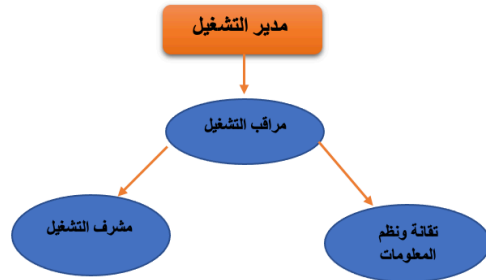 مدير التشغيل
مراقب التشغيل
تقانة ونظم
المعلومات
مشرف التشغيل